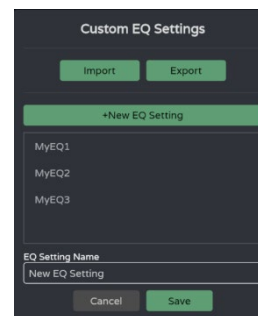 Custom EQ Settings
Import Export
+New EQ Setting
MyEQ1
MyEQ2
MyEQ3
EQ Setting Name
New EQ Setting
Cancel Save